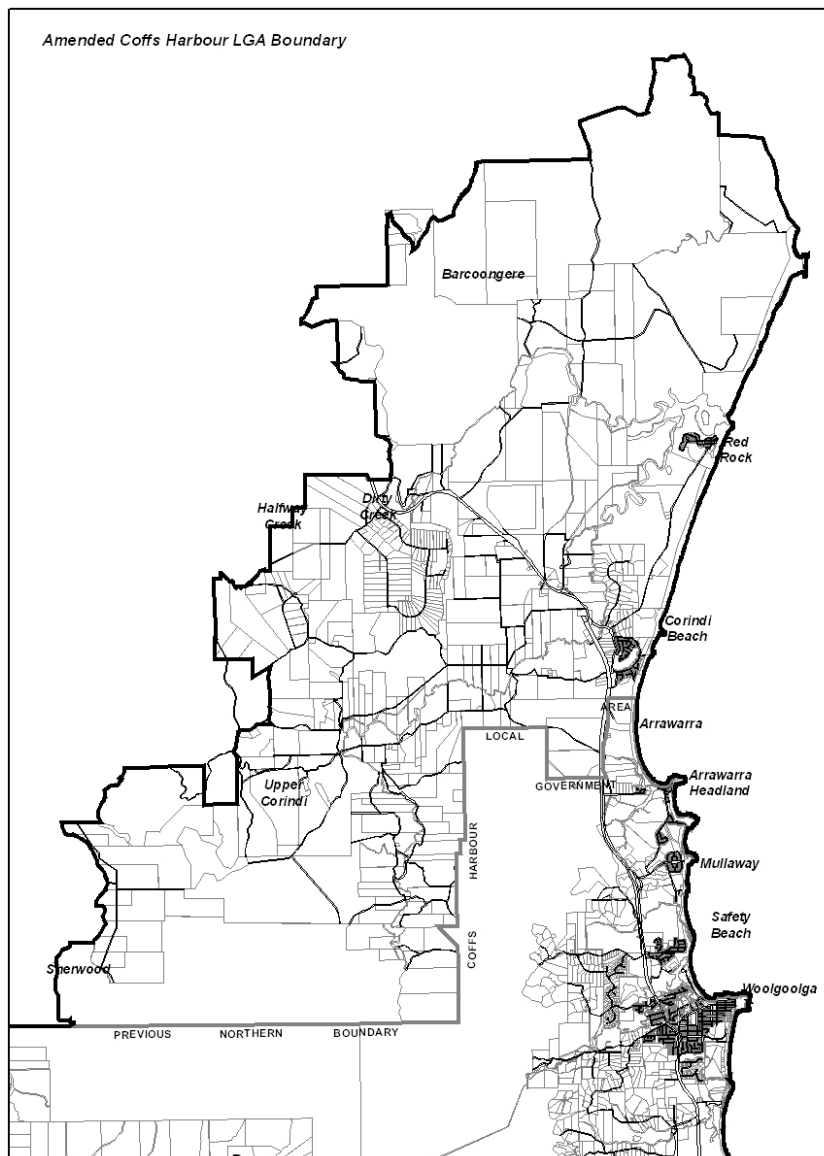 Amended Coffs Harbour LGA Boundary
Barcoongere
Red
Rock
Halfway
Creek
Dirty
Creek
Corindi
Beach
AREA
Arrawarra
LOCAL
Arrawarra
Headland
GOVERNMENT
Upper
Corindi
HARBOUR
Mullaway
Safety
Beach
COFFS
Sherwood
Woolgoolga
PREVIOUS NORTHERN BOUNDARY